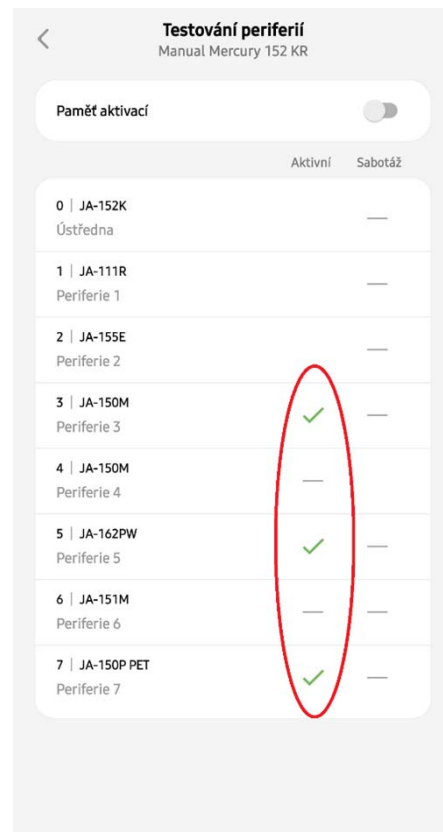 Testování periferií
Manual Mercury 152 KR
Paměť aktivací
Aktivní Sabotáž
0 | JA-152K
Ústředna
1 | JA-111R
Periferie 1
2 | JA-155E
Periferie 2
3 | JA-150M
Periferie 3
4 | JA-150M
Periferie 4
5 | JA-162PW
Periferie 5
6 | JA-151M
Periferie 6
7 | JA-150P PET
Periferie 7